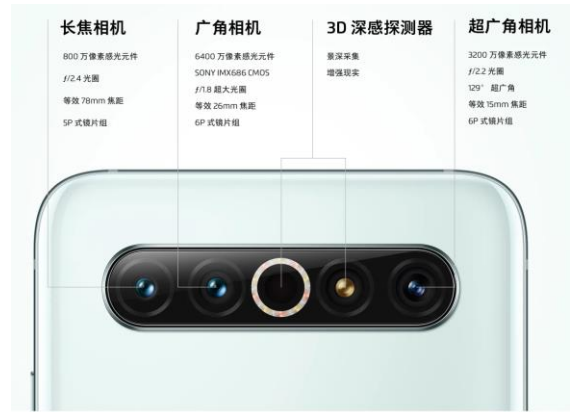 长焦相机
800 万像素感光元件
ƒ/2.4 光圈
等效 78mm 焦距
5P 式镜片组
广角相机
6400 万像素感光元件
SONY IMX686 CMOS
ƒ/1.8 超大光圈
等效 26mm 焦距
6P 式镜片组
3D 深感探测器
景深采集
增强现实
超广角相机
3200 万像素感光元件
ƒ/2.2 光圈
129° 超广角
等效 15mm 焦距
6P 式镜片组